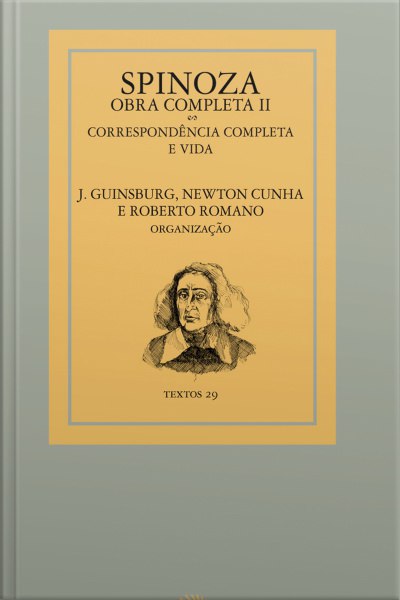 SPINOZA
OBRA COMPLETA II
CORRESPONDÊNCIA COMPLETA
E VIDA
J. GUINSBURG, NEWTON CUNHA
E ROBERTO ROMANO
ORGANIZAÇÃO
TEXTOS 29